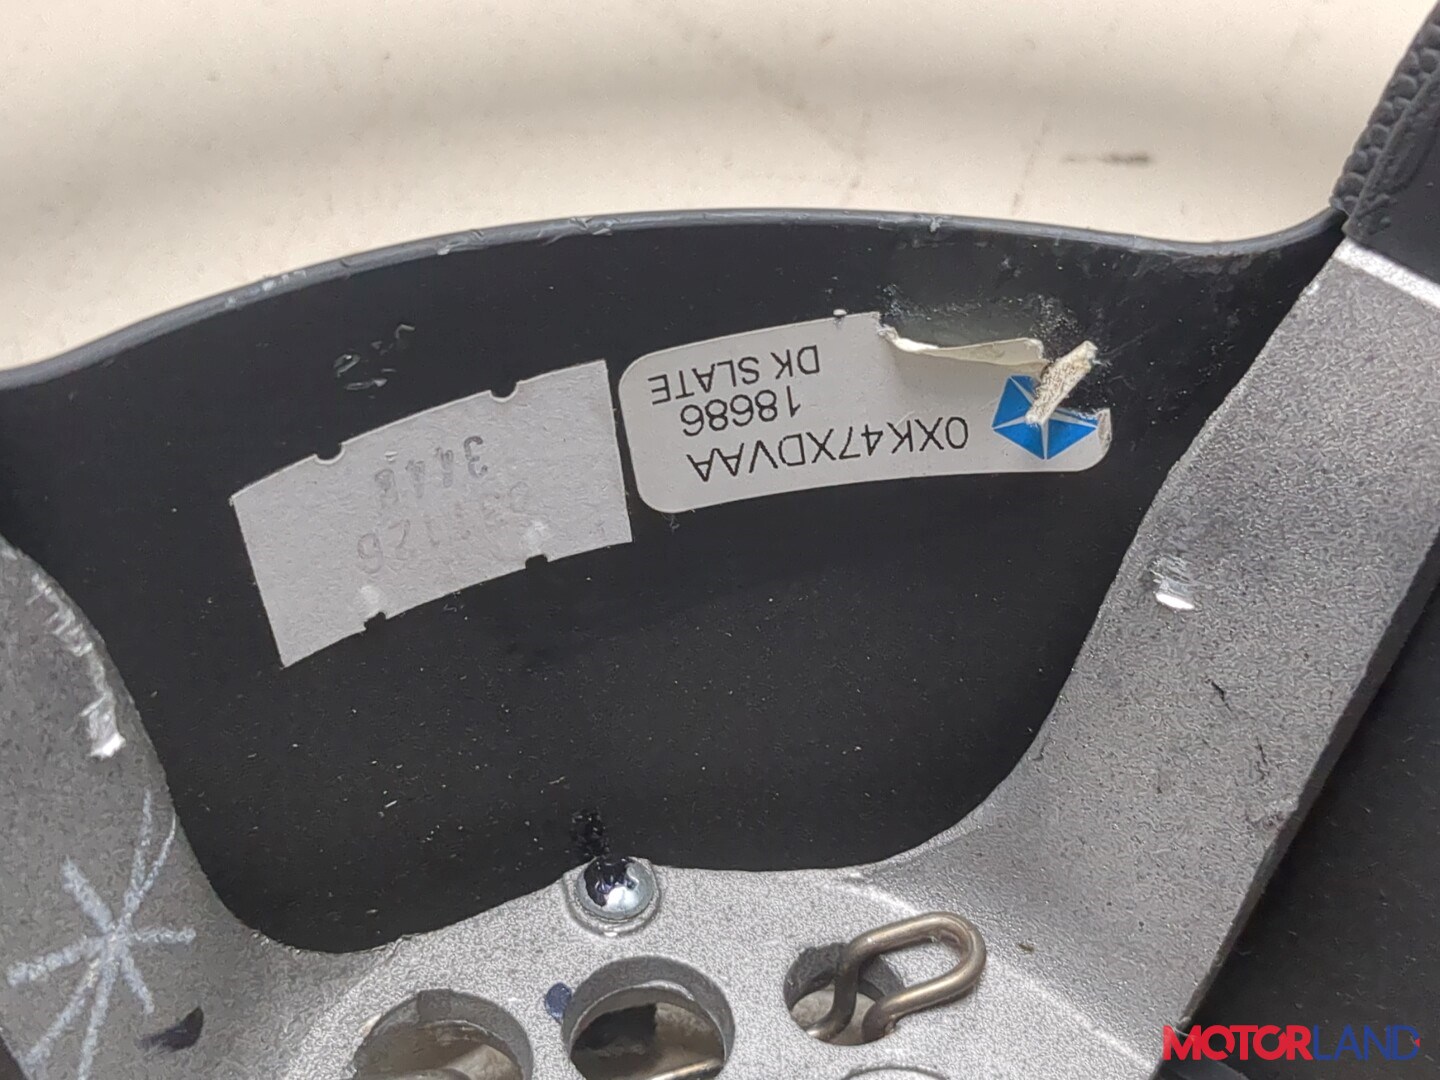 0XK47XDVAA
18686
DK SLATE
3448
MOTORLAND